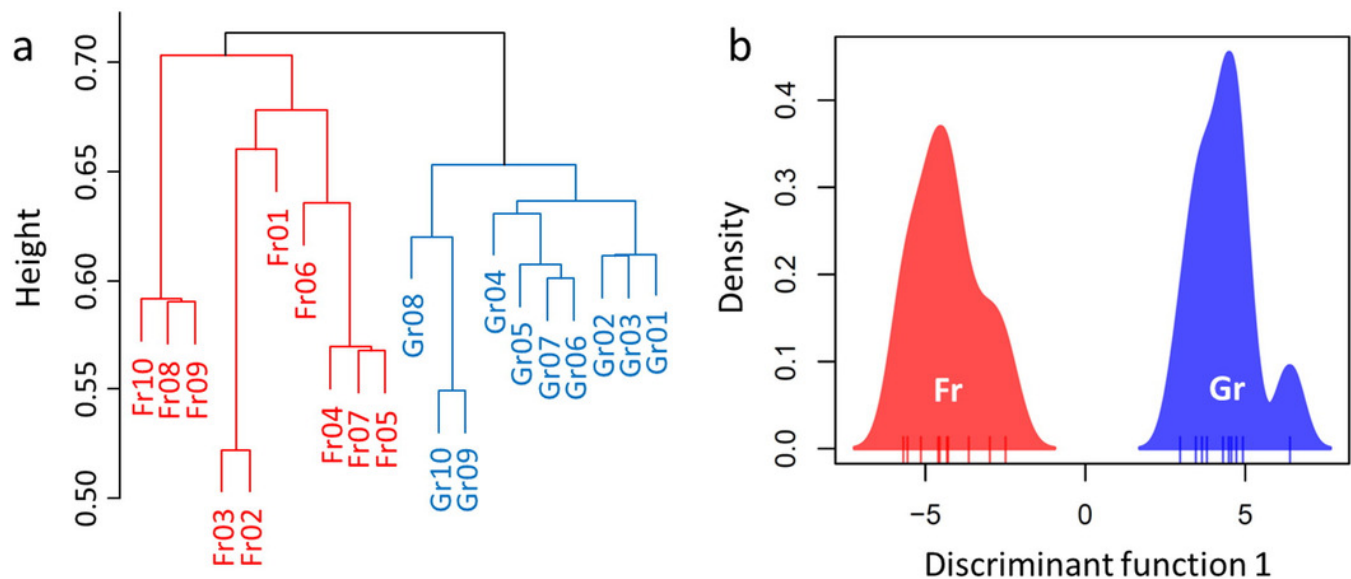 a
Height
0.70
0.65
0.60
0.55
0.50
Fr10
Fr08
Fr09
Fr03
Fr02
Fr01
Fr06
Fr04
Fr07
Fr05
Gr08
Gr10
Gr09
Gr04
Gr05
Gr07
Gr06
Gr02
Gr03
Gr01
b
Density
0.4
0.3
0.2
0.1
0.0
Fr
Gr
−5 0 5
Discriminant function 1